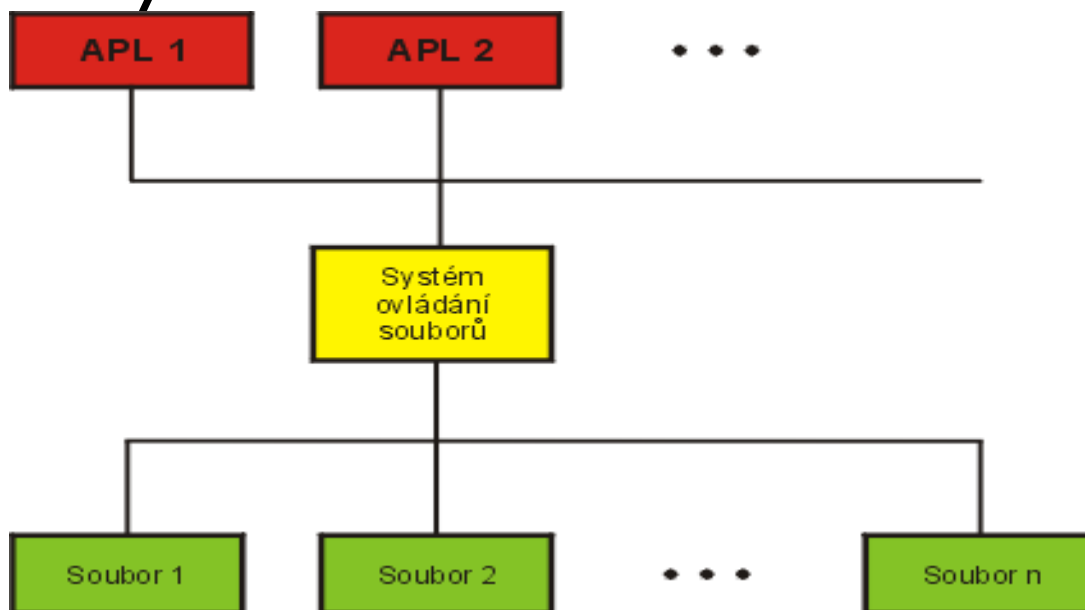 APL 1
APL 2
• • •
Systém
ovládání
souborů
Soubor 1
Soubor 2
• • •
Soubor n